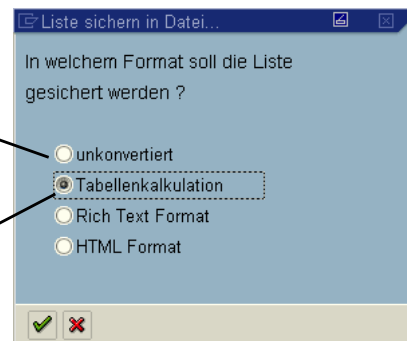 Liste sichern in Datei...
In welchem Format soll die Liste
gesichert werden ?
unkonvertiert
Tabellenkalkulation
Rich Text Format
HTML Format